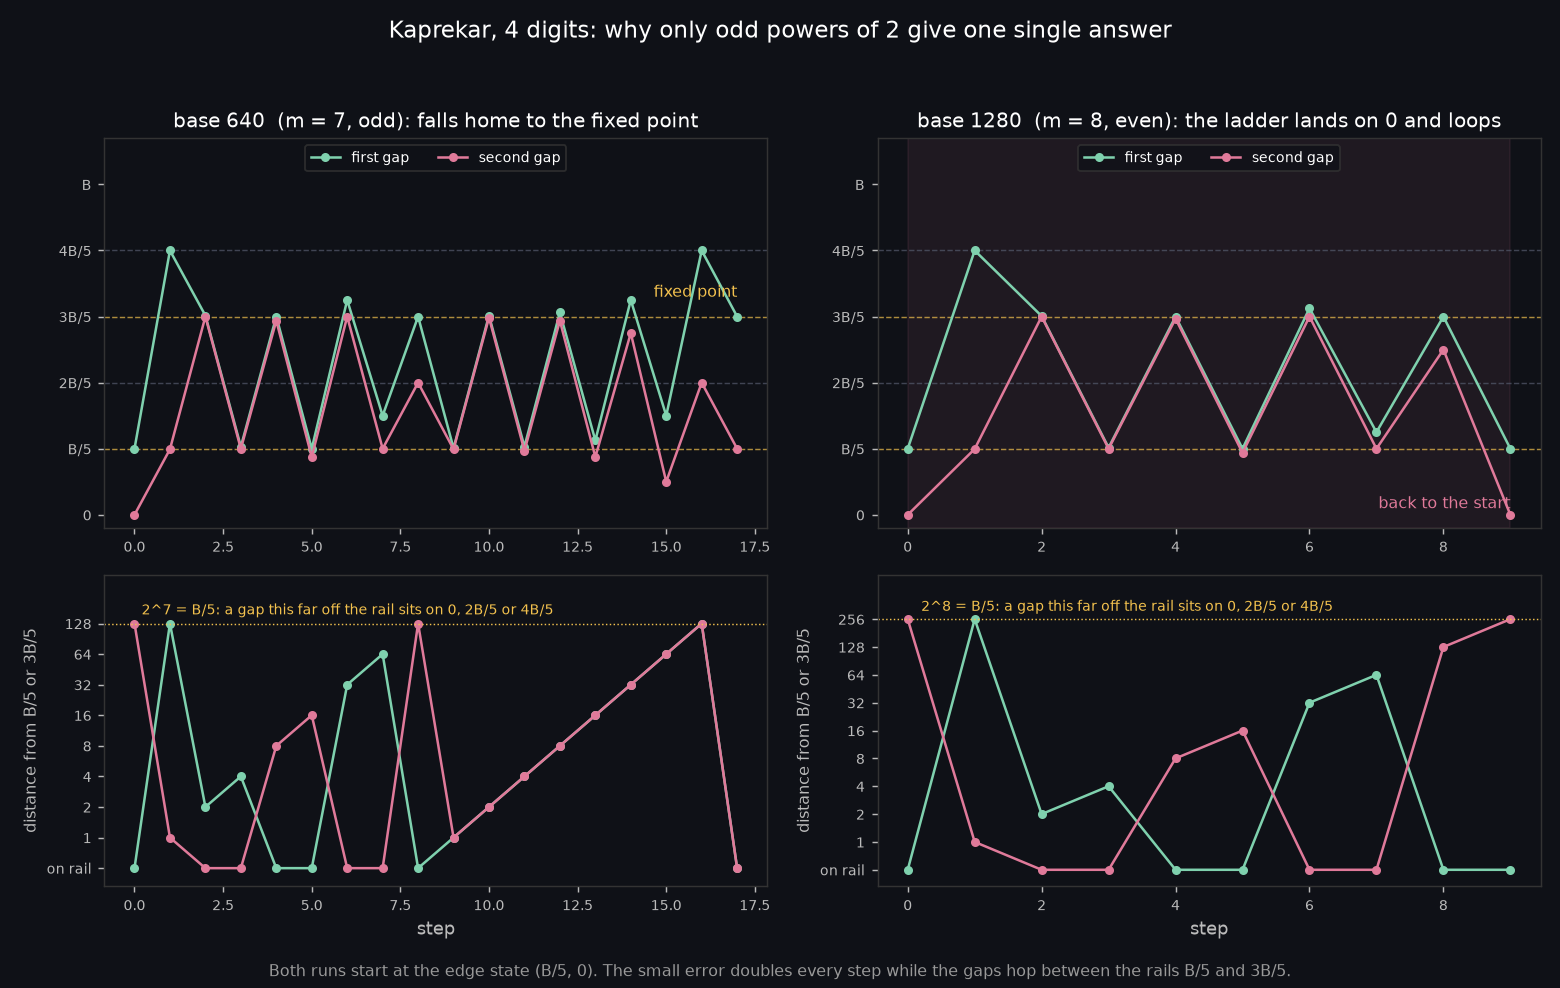 Kaprekar, 4 digits: why only odd powers of 2 give one single answer
base 640 (m = 7, odd): falls home to the fixed point
first gap
second gap
B
4B/5
3B/5
2B/5
B/5
0
fixed point
0.0
2.5
5.0
7.5
10.0
12.5
15.0
17.5
base 1280 (m = 8, even): the ladder lands on 0 and loops
first gap
second gap
B
4B/5
3B/5
2B/5
B/5
0
back to the start
0
2
4
6
8
2^7 = B/5: a gap this far off the rail sits on 0, 2B/5 or 4B/5
distance from B/5 or 3B/5
128
64
32
16
8
4
2
1
on rail
0.0
2.5
5.0
7.5
10.0
12.5
15.0
17.5
step
2^8 = B/5: a gap this far off the rail sits on 0, 2B/5 or 4B/5
distance from B/5 or 3B/5
256
128
64
32
16
8
4
2
1
on rail
0
2
4
6
8
step
Both runs start at the edge state (B/5, 0). The small error doubles every step while the gaps hop between the rails B/5 and 3B/5.